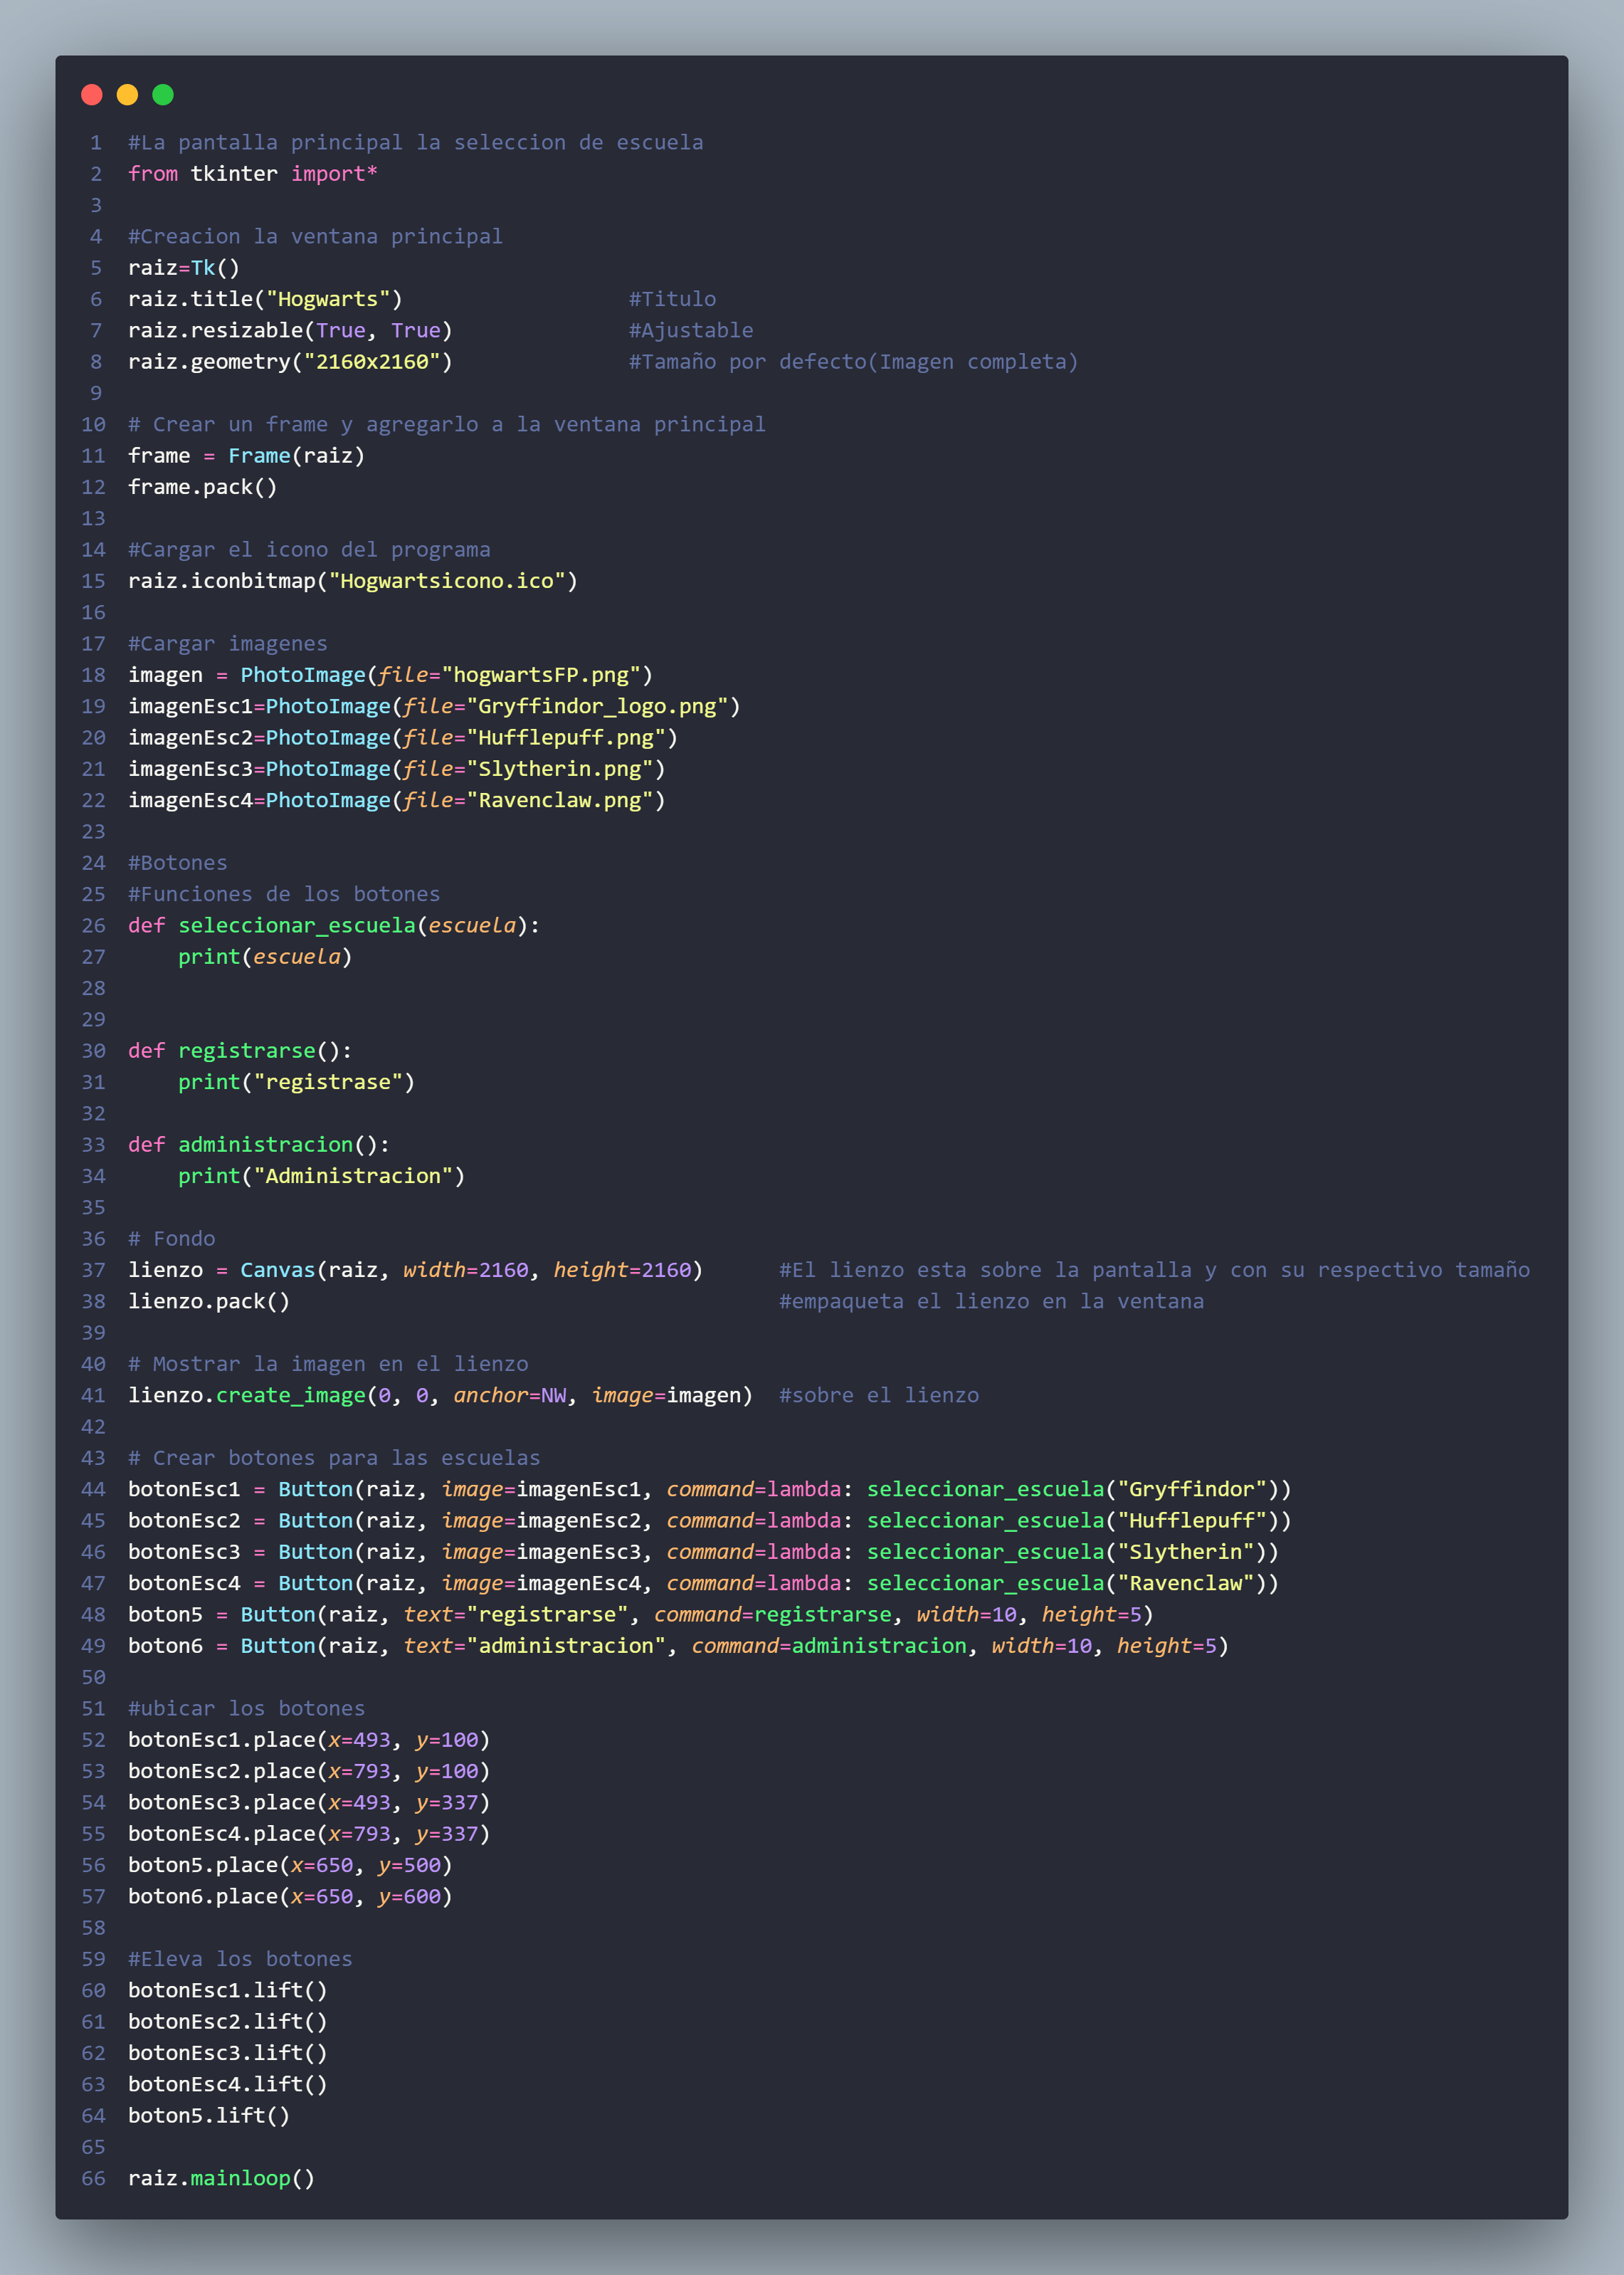 1 #La pantalla principal la seleccion de escuela
2 from tkinter import*
3
4 #Creacion la ventana principal
5 raiz=Tk()
6 raiz.title("Hogwarts")                  #Titulo
7 raiz.resizable(True, True)              #Ajustable
8 raiz.geometry("2160x2160")              #Tamaño por defecto(Imagen completa)
9
10 # Crear un frame y agregarlo a la ventana principal
11 frame = Frame(raiz)
12 frame.pack()
13
14 #Cargar el icono del programa
15 raiz.iconbitmap("Hogwartsicono.ico")
16
17 #Cargar imagenes
18 imagen = PhotoImage(file="hogwartsFP.png")
19 imagenEsc1=PhotoImage(file="Gryffindor_logo.png")
20 imagenEsc2=PhotoImage(file="Hufflepuff.png")
21 imagenEsc3=PhotoImage(file="Slytherin.png")
22 imagenEsc4=PhotoImage(file="Ravenclaw.png")
23
24 #Botones
25 #Funciones de los botones
26 def seleccionar_escuela(escuela):
27     print(escuela)
28
29
30 def registrarse():
31     print("registrase")
32
33 def administracion():
34     print("Administracion")
35
36 # Fondo
37 lienzo = Canvas(raiz, width=2160, height=2160)      #El lienzo esta sobre la pantalla y con su respectivo tamaño
38 lienzo.pack()                                       #empaqueta el lienzo en la ventana
39
40 # Mostrar la imagen en el lienzo
41 lienzo.create_image(0, 0, anchor=NW, image=imagen)  #sobre el lienzo
42
43 # Crear botones para las escuelas
44 botonEsc1 = Button(raiz, image=imagenEsc1, command=lambda: seleccionar_escuela("Gryffindor"))
45 botonEsc2 = Button(raiz, image=imagenEsc2, command=lambda: seleccionar_escuela("Hufflepuff"))
46 botonEsc3 = Button(raiz, image=imagenEsc3, command=lambda: seleccionar_escuela("Slytherin"))
47 botonEsc4 = Button(raiz, image=imagenEsc4, command=lambda: seleccionar_escuela("Ravenclaw"))
48 boton5 = Button(raiz, text="registrarse", command=registrarse, width=10, height=5)
49 boton6 = Button(raiz, text="administracion", command=administracion, width=10, height=5)
50
51 #ubicar los botones
52 botonEsc1.place(x=493, y=100)
53 botonEsc2.place(x=793, y=100)
54 botonEsc3.place(x=493, y=337)
55 botonEsc4.place(x=793, y=337)
56 boton5.place(x=650, y=500)
57 boton6.place(x=650, y=600)
58
59 #Eleva los botones
60 botonEsc1.lift()
61 botonEsc2.lift()
62 botonEsc3.lift()
63 botonEsc4.lift()
64 boton5.lift()
65
66 raiz.mainloop()